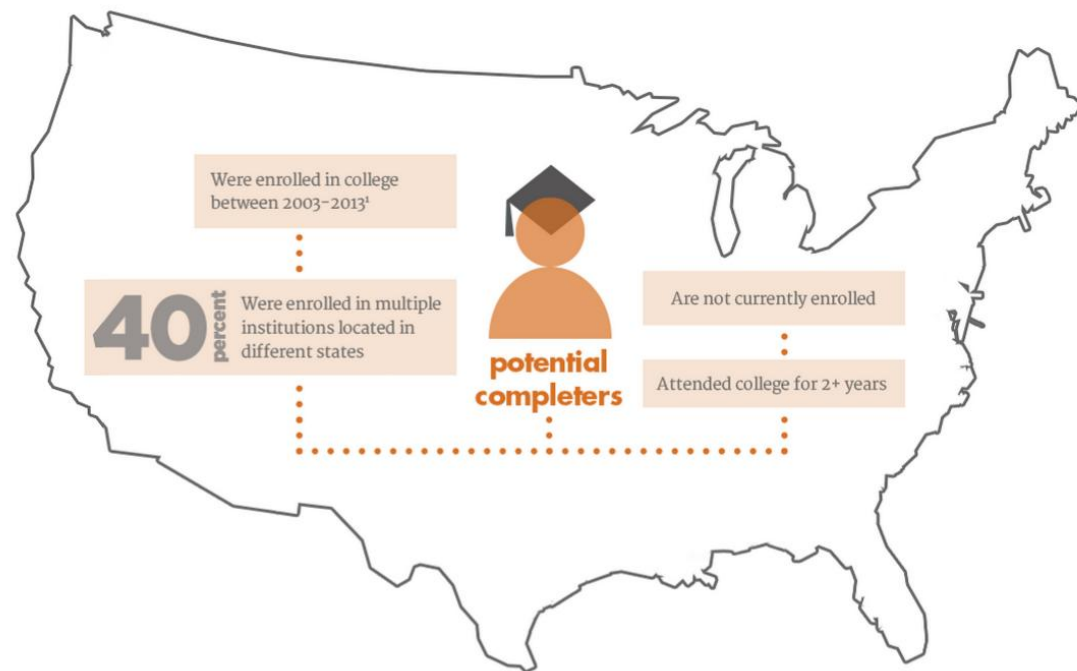 Were enrolled in college
between 2003-2013¹
40
percent
Were enrolled in multiple
institutions located in
different states
potential
completers
Are not currently enrolled
Attended college for 2+ years